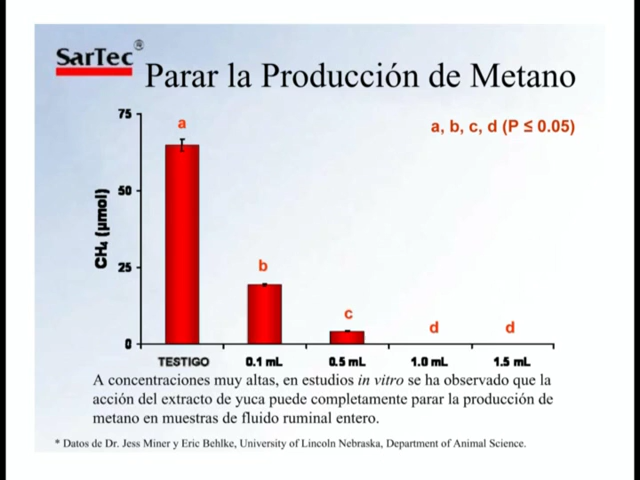 SarTec®
Parar la Producción de Metano
75
a
a, b, c, d (P ≤ 0.05)
50
CH₄ (µmol)
b
25
c
d
d
0
TESTIGO 0.1 mL 0.5 mL 1.0 mL 1.5 mL
A concentraciones muy altas, en estudios in vitro se ha observado que la
acción del extracto de yuca puede completamente parar la producción de
metano en muestras de fluido ruminal entero.
* Datos de Dr. Jess Miner y Eric Behlke, University of Lincoln Nebraska, Department of Animal Science.